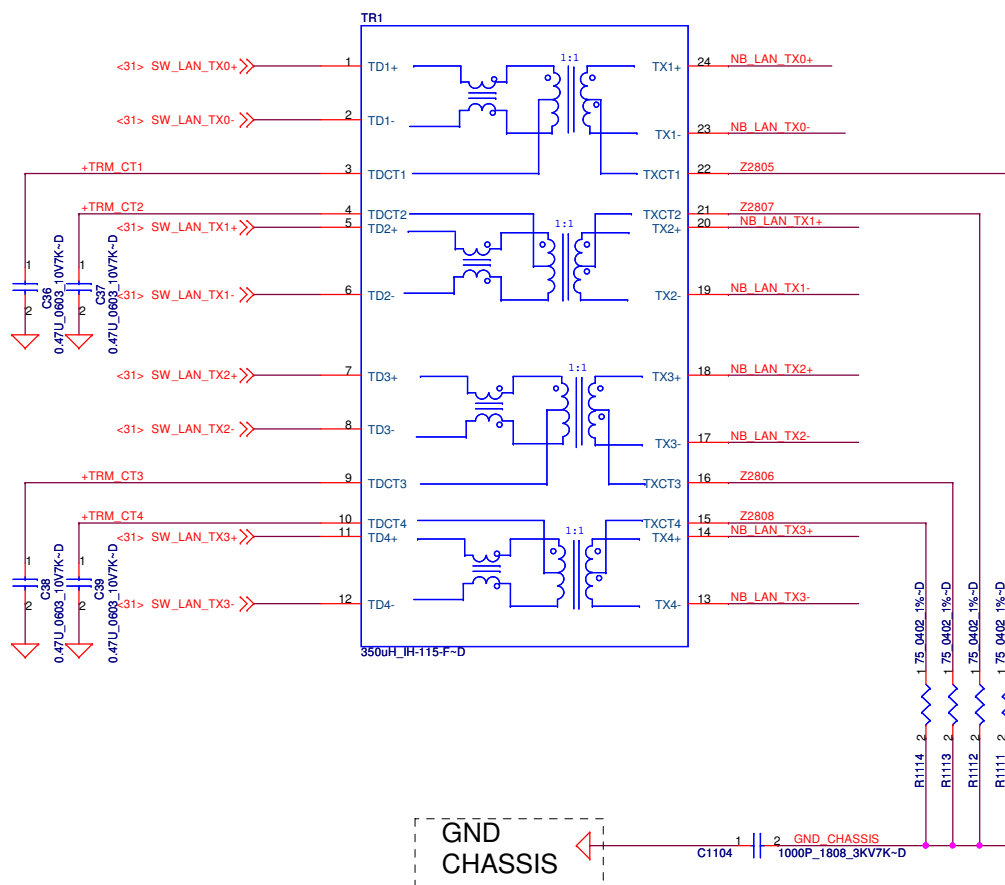 TR1
<31> SW_LAN_TX0+ 1 TD1+ 1:1 TX1+ 24 NB_LAN_TX0+
<31> SW_LAN_TX0- 2 TD1- TX1- 23 NB_LAN_TX0-
+TRM_CT1 3 TDCT1 TXCT1 22 Z2805
+TRM_CT2 4 TDCT2 TXCT2 21 Z2807
<31> SW_LAN_TX1+ 5 TD2+ 1:1 TX2+ 20 NB_LAN_TX1+
<31> SW_LAN_TX1- 6 TD2- TX2- 19 NB_LAN_TX1-
1 2 C36 0.47U_0603_10V7K~D
1 2 C37 0.47U_0603_10V7K~D
<31> SW_LAN_TX2+ 7 TD3+ 1:1 TX3+ 18 NB_LAN_TX2+
<31> SW_LAN_TX2- 8 TD3- TX3- 17 NB_LAN_TX2-
+TRM_CT3 9 TDCT3 TXCT3 16 Z2806
+TRM_CT4 10 TDCT4 TXCT4 15 Z2808
<31> SW_LAN_TX3+ 11 TD4+ 1:1 TX4+ 14 NB_LAN_TX3+
<31> SW_LAN_TX3- 12 TD4- TX4- 13 NB_LAN_TX3-
1 2 C38 0.47U_0603_10V7K~D
1 2 C39 0.47U_0603_10V7K~D
350uH_IH-115-F~D
R1114 2 1 75_0402_1%~D
R1113 2 1 75_0402_1%~D
R1112 2 1 75_0402_1%~D
R1111 2 1 75_0402_1%~D
GND
CHASSIS
1 2 GND_CHASSIS
C1104 1000P_1808_3KV7K~D